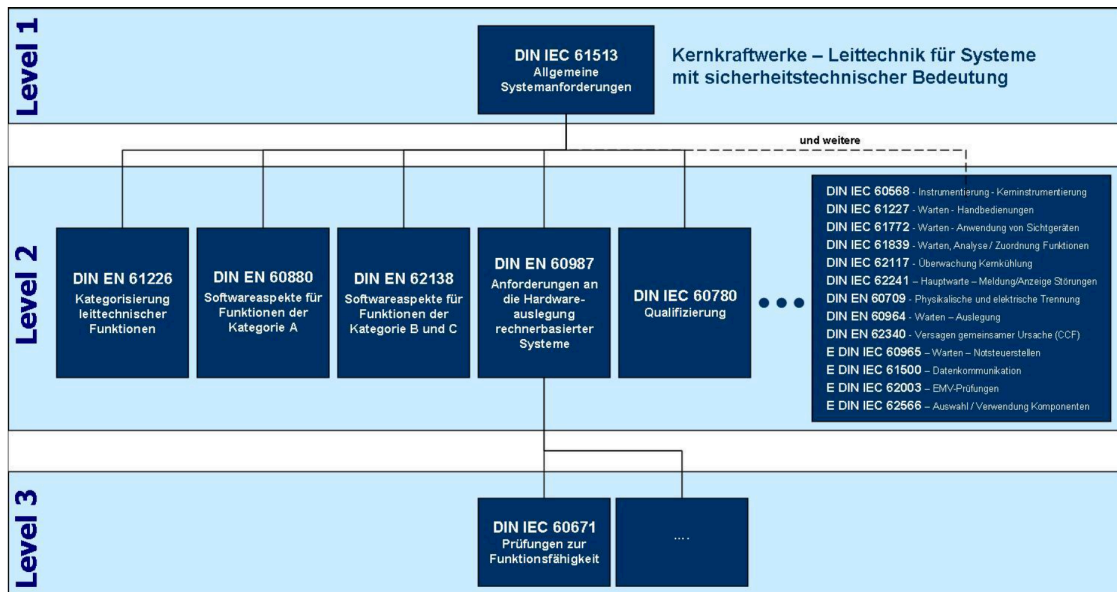 Level 1
DIN IEC 61513
Allgemeine
Systemanforderungen
Kernkraftwerke – Leittechnik für Systeme
mit sicherheitstechnischer Bedeutung
und weitere
Level 2
DIN EN 61226
Kategorisierung
leittechnischer
Funktionen
DIN EN 60880
Softwareaspekte für
Funktionen der
Kategorie A
DIN EN 62138
Softwareaspekte für
Funktionen der
Kategorie B und C
DIN EN 60987
Anforderungen an
die Hardware-
auslegung
rechnerbasierter
Systeme
DIN IEC 60780
Qualifizierung
DIN IEC 60568 - Instrumentierung - Kerninstrumentierung
DIN IEC 61227 - Warten - Handbedienungen
DIN IEC 61772 - Warten - Anwendung von Sichtgeräten
DIN IEC 61839 - Warten, Analyse / Zuordnung Funktionen
DIN IEC 62117 - Überwachung Kernkühlung
DIN IEC 62241 – Hauptwarte – Meldung/Anzeige Störungen
DIN EN 60709 - Physikalische und elektrische Trennung
DIN EN 60964 - Warten – Auslegung
DIN EN 62340 - Versagen gemeinsamer Ursache (CCF)
E DIN IEC 60965 – Warten – Notsteuerstellen
E DIN IEC 61500 – Datenkommunikation
E DIN IEC 62003 – EMV-Prüfungen
E DIN IEC 62566 – Auswahl / Verwendung Komponenten
Level 3
DIN IEC 60671
Prüfungen zur
Funktionsfähigkeit
....